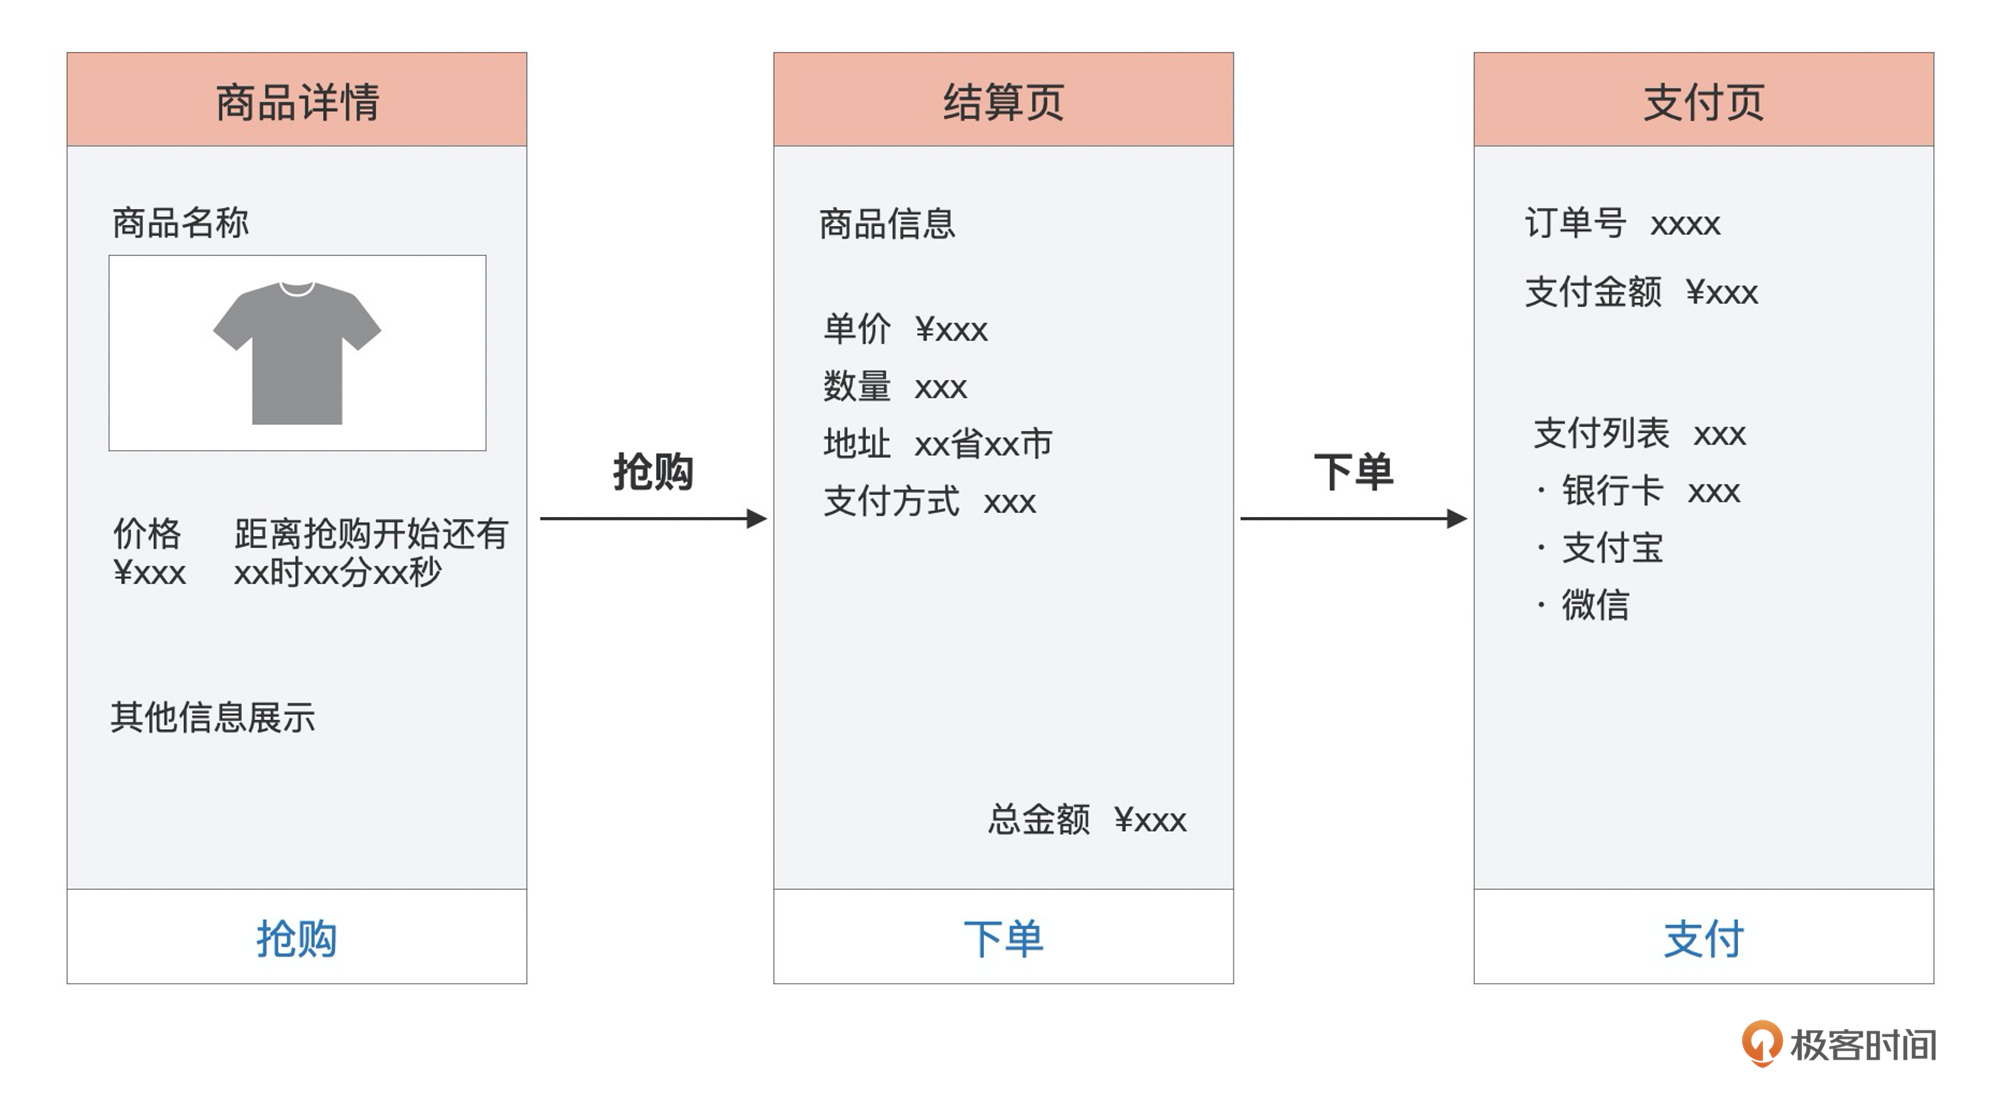 商品详情
商品名称
价格 距离抢购开始还有
¥xxx xx时xx分xx秒
其他信息展示
抢购
抢购
结算页
商品信息
单价 ¥xxx
数量 xxx
地址 xx省xx市
支付方式 xxx
总金额 ¥xxx
下单
下单
支付页
订单号 xxxx
支付金额 ¥xxx
支付列表 xxx
· 银行卡 xxx
· 支付宝
· 微信
支付
极客时间